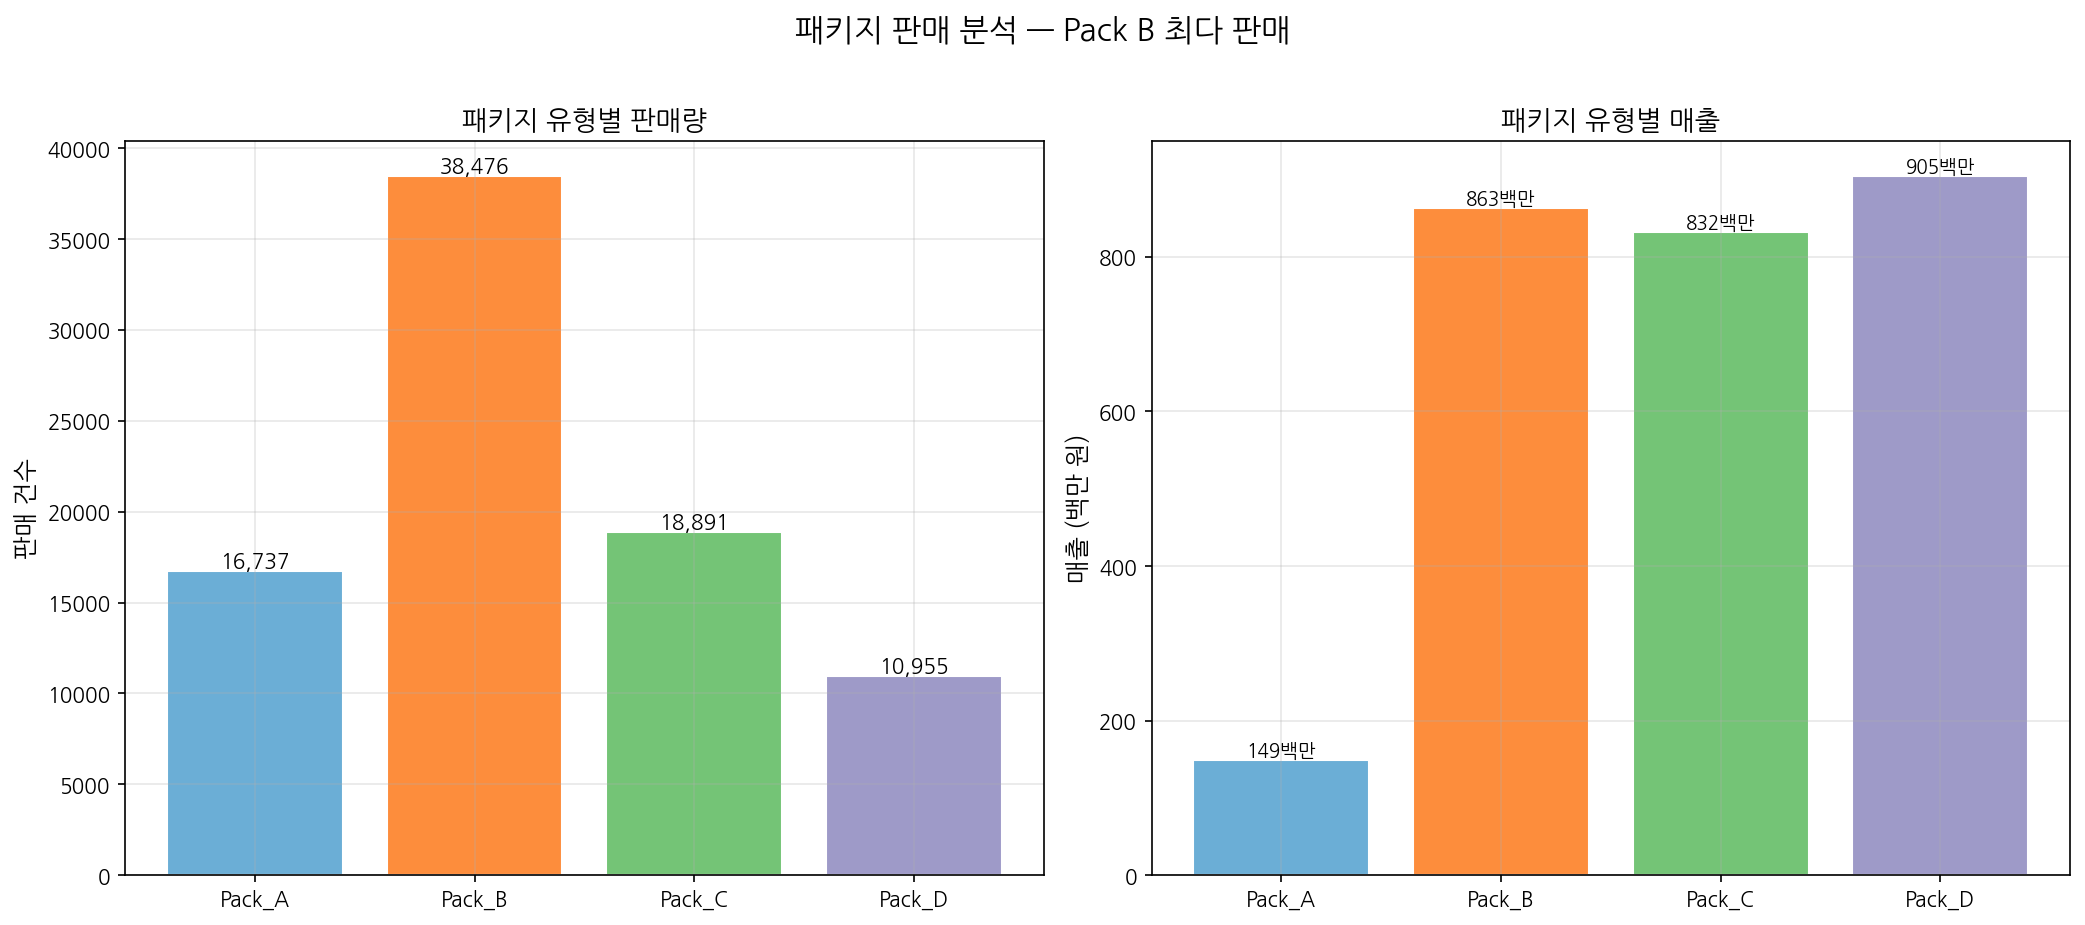 패키지 판매 분석 — Pack B 최다 판매
패키지 유형별 판매량
판매 건수
40000
35000
30000
25000
20000
15000
10000
5000
0
16,737
38,476
18,891
10,955
Pack_A
Pack_B
Pack_C
Pack_D
패키지 유형별 매출
매출 (백만 원)
800
600
400
200
0
149백만
863백만
832백만
905백만
Pack_A
Pack_B
Pack_C
Pack_D